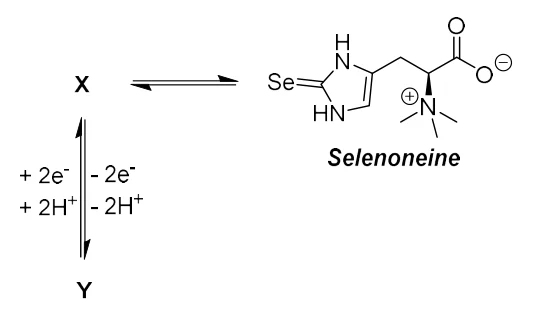 H
N
O
X
Se
O ⊖
HN
⊕
N
Selenoneine
+ 2e⁻ - 2e⁻
+ 2H⁺ - 2H⁺
Y